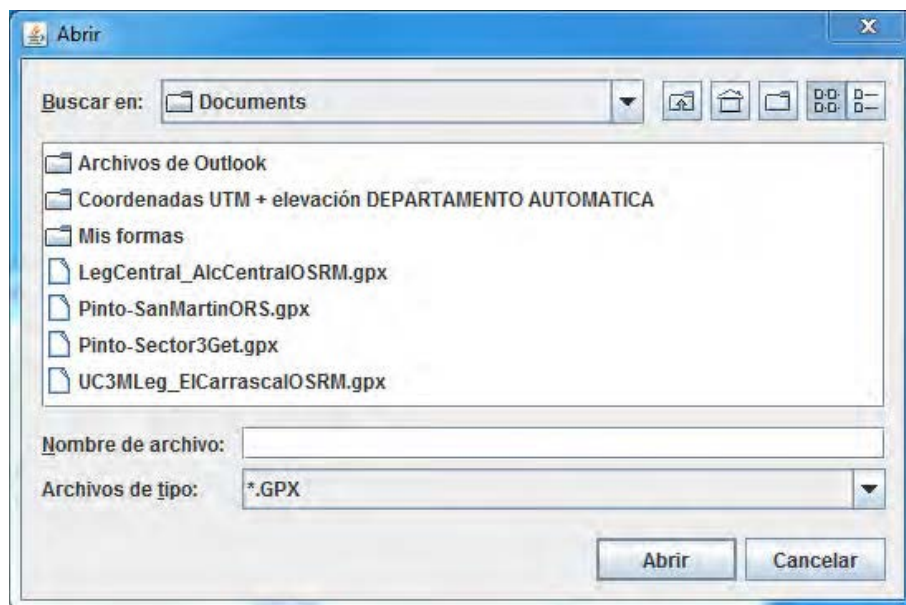 Abrir
Buscar en: Documents
Archivos de Outlook
Coordenadas UTM + elevación DEPARTAMENTO AUTOMATICA
Mis formas
LegCentral_AlcCentralOSRM.gpx
Pinto-SanMartinORS.gpx
Pinto-Sector3Get.gpx
UC3MLeg_ElCarrascalOSRM.gpx
Nombre de archivo:
Archivos de tipo: *.GPX
Abrir Cancelar